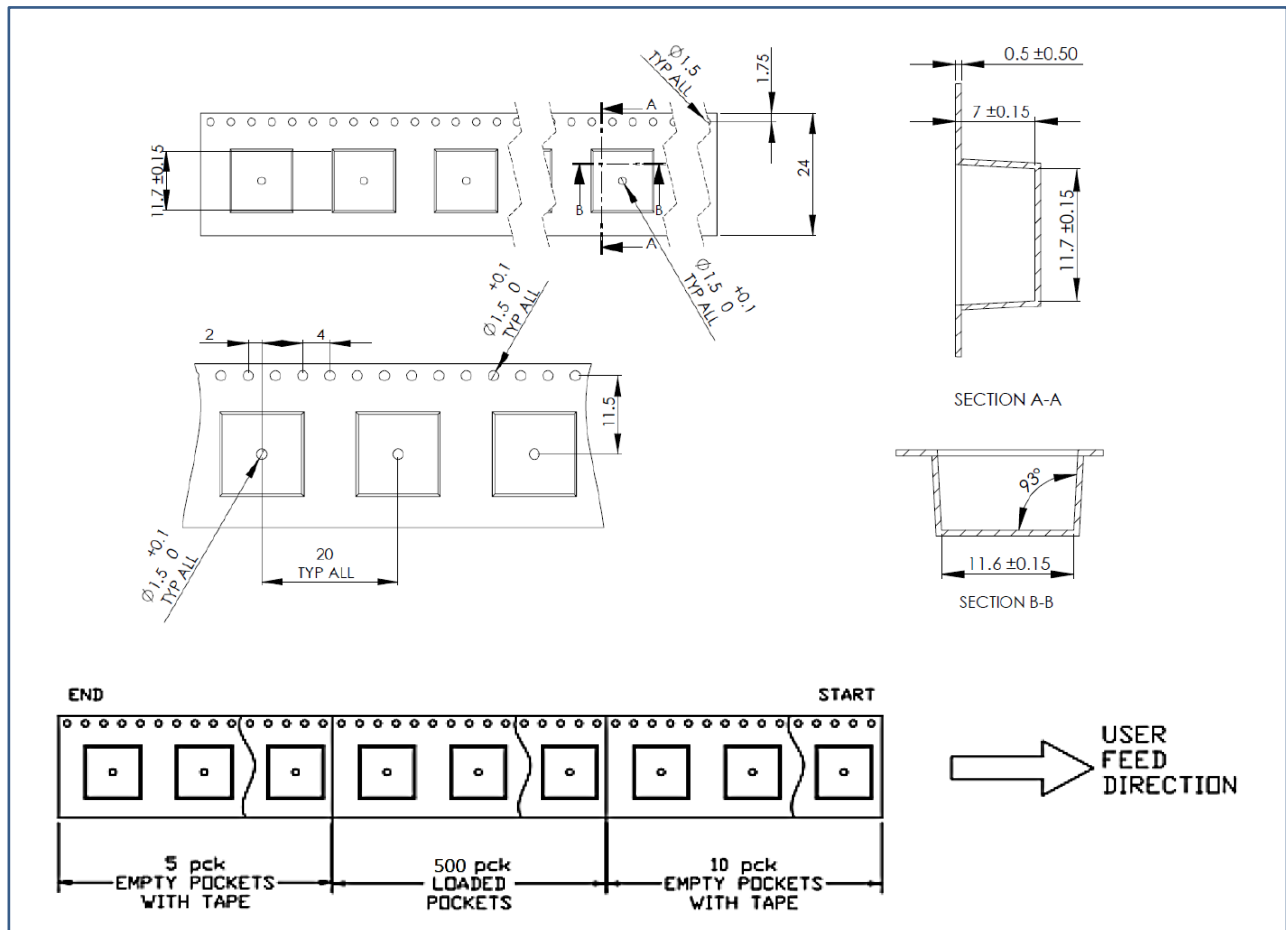 Ø1.5
TYP ALL
1.75
A
11.7 ±0.15
B
B
24
A
Ø1.5 +0.1 0
TYP ALL
0.5 ±0.50
7 ±0.15
11.7 ±0.15
SECTION A-A
2
4
Ø1.5 +0.1 0
TYP ALL
11.5
Ø1.5 +0.1 0
TYP ALL
20
TYP ALL
93°
11.6 ±0.15
SECTION B-B
END
START
USER
FEED
DIRECTION
5 pck
EMPTY POCKETS
WITH TAPE
500 pck
LOADED
POCKETS
10 pck
EMPTY POCKETS
WITH TAPE